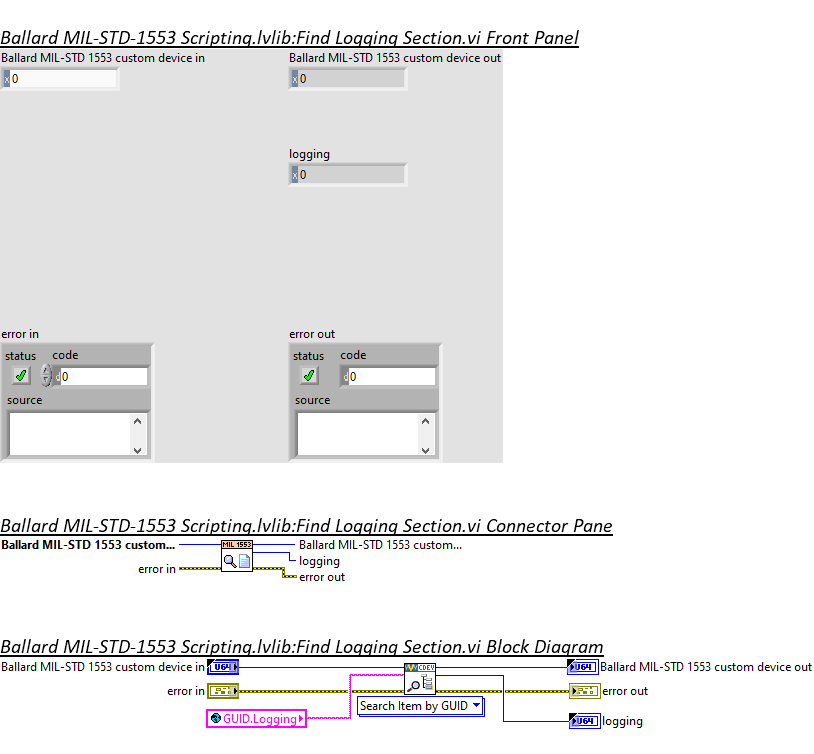 Ballard MIL-STD-1553 Scripting.lvlib:Find Logging Section.vi Front Panel
Ballard MIL-STD 1553 custom device in
Ballard MIL-STD 1553 custom device out
x 0
x 0
logging
x 0
error in
error out
status code
status code
d 0
d 0
source
source
Ballard MIL-STD-1553 Scripting.lvlib:Find Logging Section.vi Connector Pane
Ballard MIL-STD 1553 custom...
MIL 1553
Ballard MIL-STD 1553 custom...
logging
error in
error out
Ballard MIL-STD-1553 Scripting.lvlib:Find Logging Section.vi Block Diagram
Ballard MIL-STD 1553 custom device in
U64
CDEV
U64
Ballard MIL-STD 1553 custom device out
error in
error out
Search Item by GUID
GUID.Logging
U64
logging